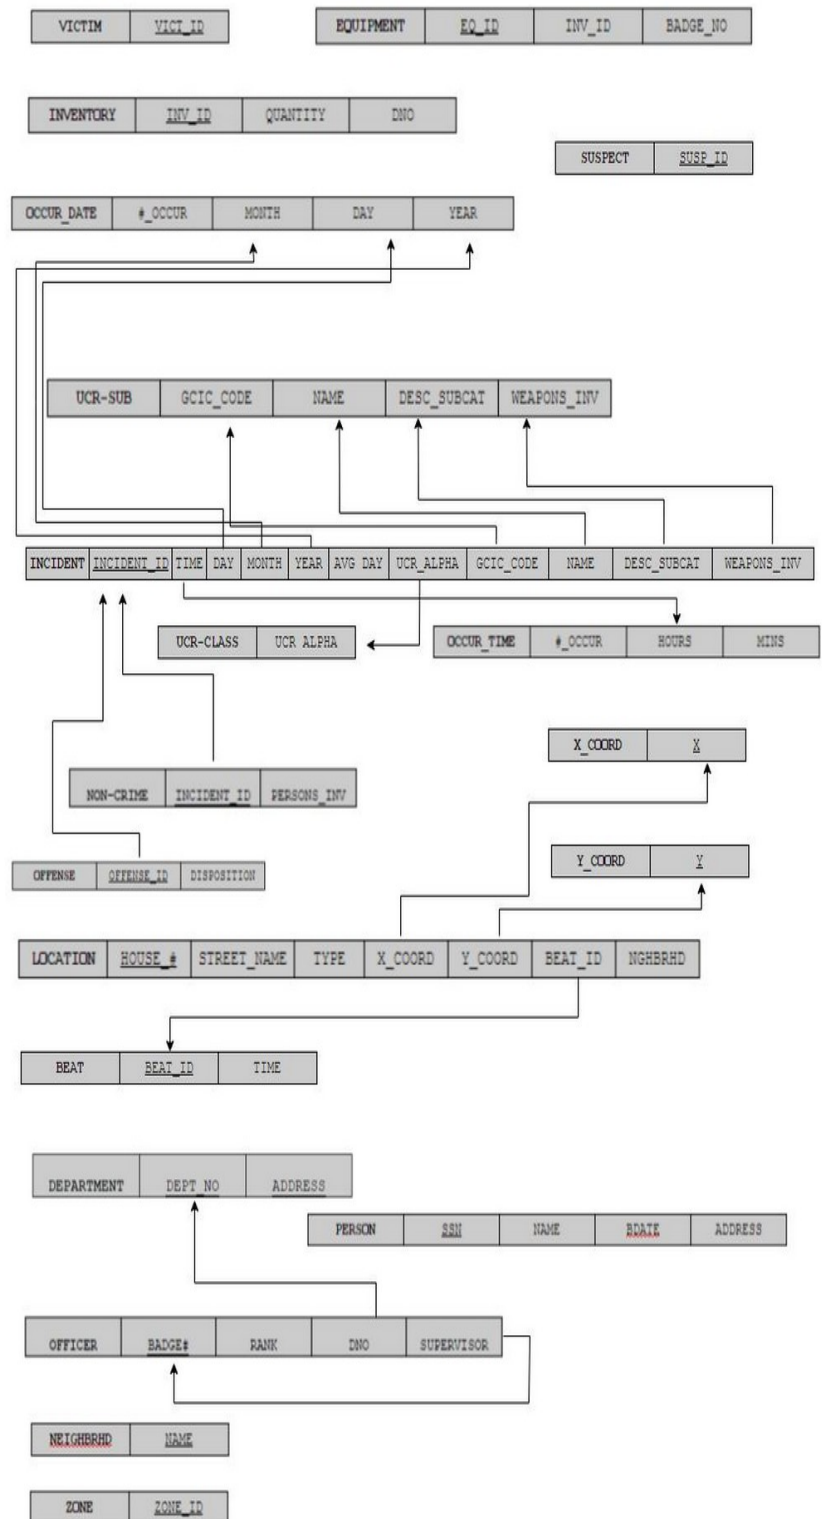 VICTIM VICT_ID
EQUIPMENT EQ_ID INV_ID BADGE_NO
INVENTORY INV_ID QUANTITY DNO
SUSPECT SUSP_ID
OCCUR_DATE #_OCCUR MONTH DAY YEAR
UCR-SUB GCIC_CODE NAME DESC_SUBCAT WEAPONS_INV
INCIDENT INCIDENT_ID TIME DAY MONTH YEAR AVG DAY UCR_ALPHA GCIC_CODE NAME DESC_SUBCAT WEAPONS_INV
UCR-CLASS UCR ALPHA
OCCUR_TIME #_OCCUR HOURS MINS
X_COORD X
NON-CRIME INCIDENT_ID PERSONS_INV
Y_COORD Y
OFFENSE OFFENSE_ID DISPOSITION
LOCATION HOUSE_# STREET_NAME TYPE X_COORD Y_COORD BEAT_ID NGHBRHD
BEAT BEAT_ID TIME
DEPARTMENT DEPT_NO ADDRESS
PERSON SSN NAME BDATE ADDRESS
OFFICER BADGE# RANK DNO SUPERVISOR
NEIGHBRHD NAME
ZONE ZONE_ID